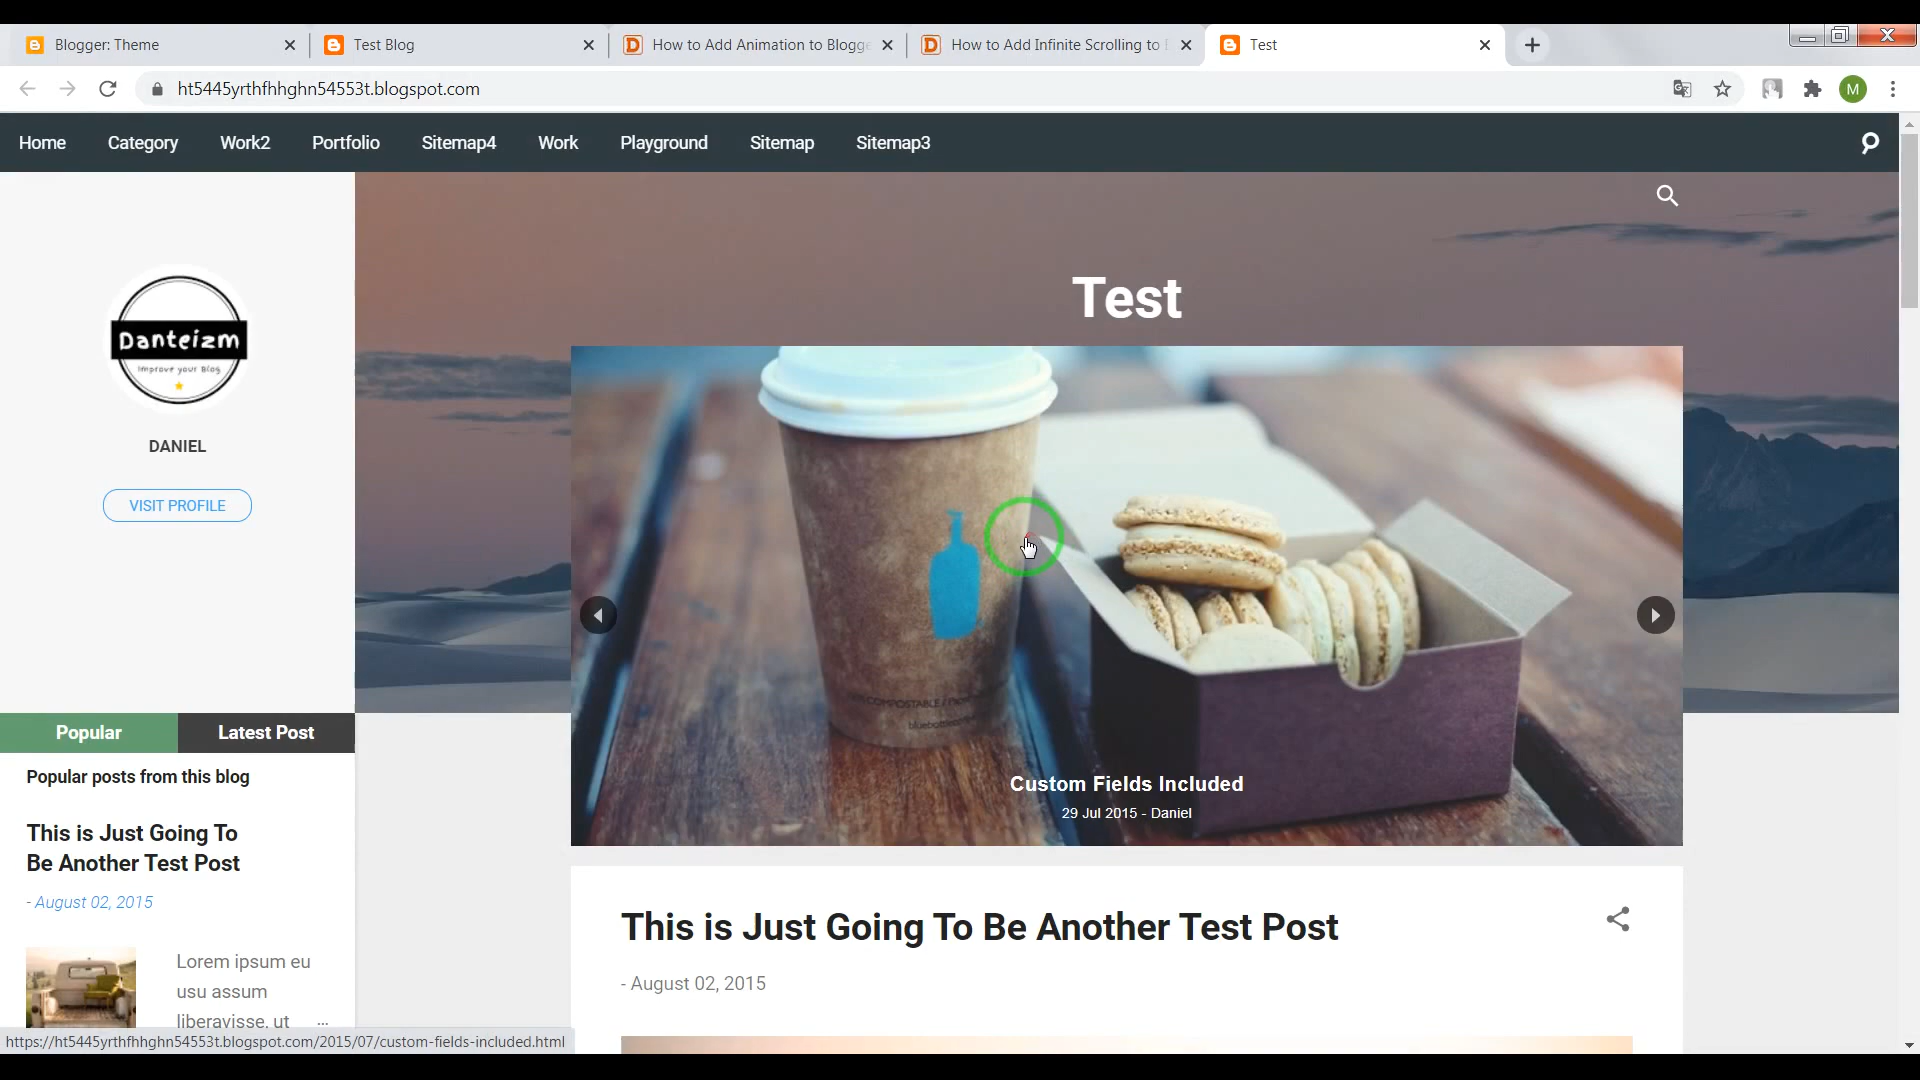 Blogger: Theme
Test Blog
How to Add Animation to Blogge
How to Add Infinite Scrolling to
Test
ht5445yrthfhhghn54553t.blogspot.com
M
Home
Category
Work2
Portfolio
Sitemap4
Work
Playground
Sitemap
Sitemap3
Danteizm
Improve your Blog
DANIEL
VISIT PROFILE
Test
Custom Fields Included
29 Jul 2015 - Daniel
Popular
Latest Post
Popular posts from this blog
This is Just Going To
Be Another Test Post
- August 02, 2015
Lorem ipsum eu
usu assum
liberavisse, ut
...
This is Just Going To Be Another Test Post
- August 02, 2015
https://ht5445yrthfhhghn54553t.blogspot.com/2015/07/custom-fields-included.html